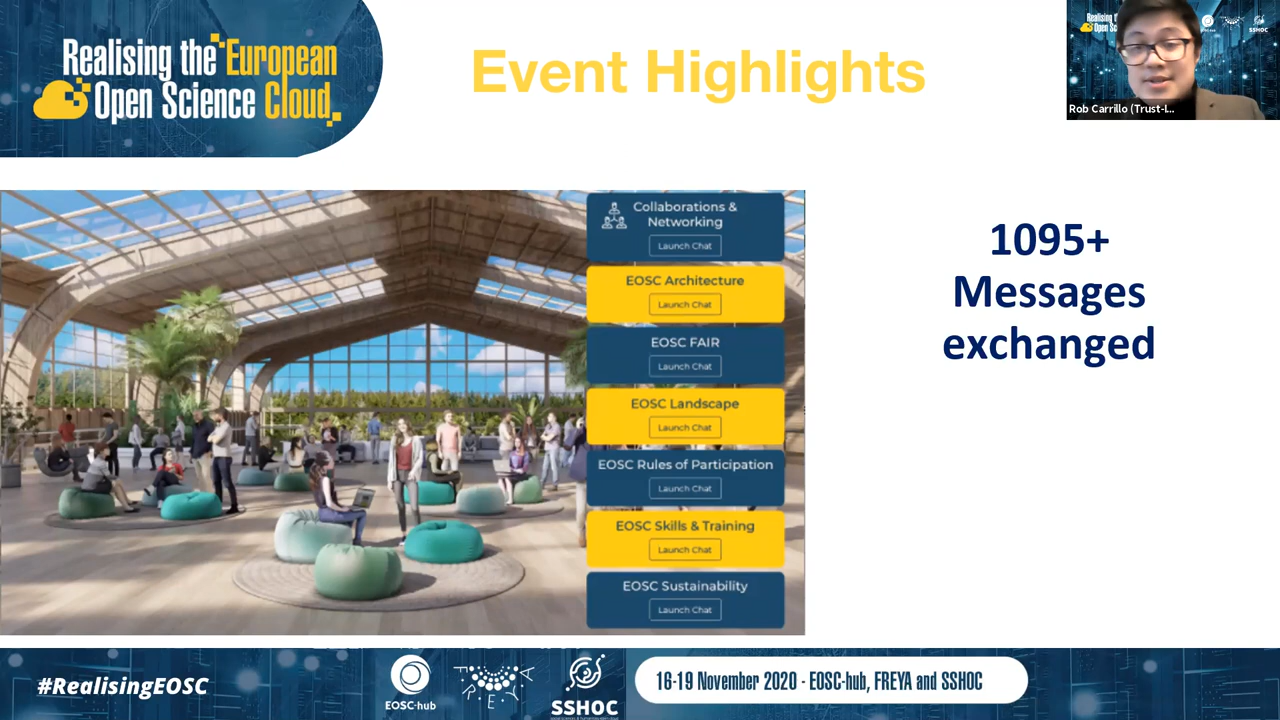 Realising the European
Open Science Cloud
Event Highlights
SSHOC
Rob Carrillo (Trust-I...
Collaborations &
Networking
Launch Chat
EOSC Architecture
Launch Chat
EOSC FAIR
Launch Chat
EOSC Landscape
Launch Chat
EOSC Rules of Participation
Launch Chat
EOSC Skills & Training
Launch Chat
EOSC Sustainability
Launch Chat
1095+
Messages
exchanged
#RealisingEOSC
EOSC-hub
FREYA
SSHOC
16-19 November 2020 - EOSC-hub, FREYA and SSHOC